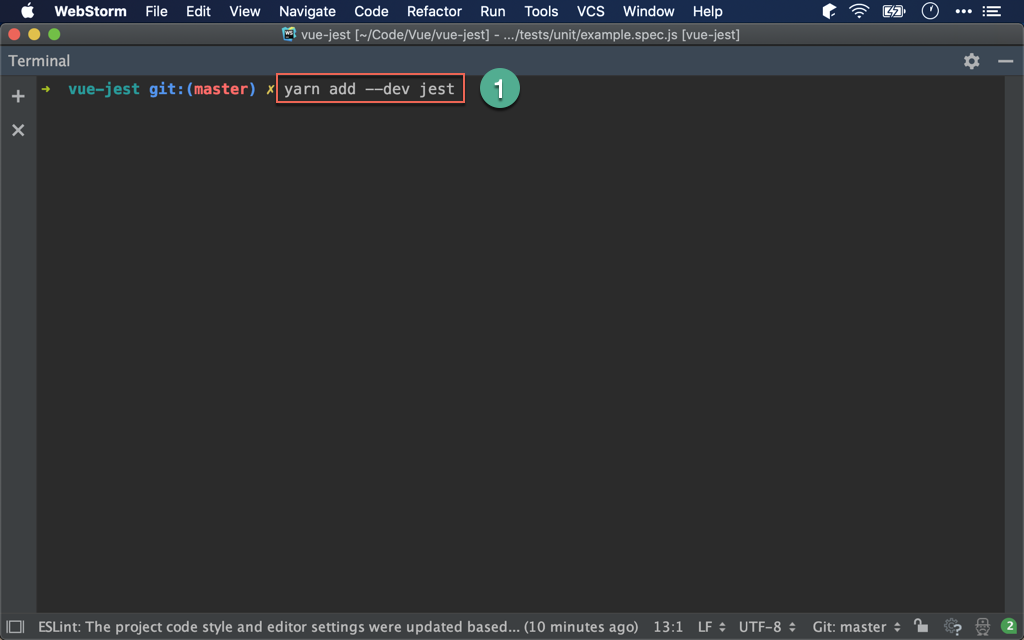 WebStorm File Edit View Navigate Code Refactor Run Tools VCS Window Help
vue-jest [~/Code/Vue/vue-jest] - .../tests/unit/example.spec.js [vue-jest]
Terminal
➜ vue-jest git:(master) ✗ yarn add --dev jest 1
ESLint: The project code style and editor settings were updated based... (10 minutes ago) 13:1 LF UTF-8 Git: master 2